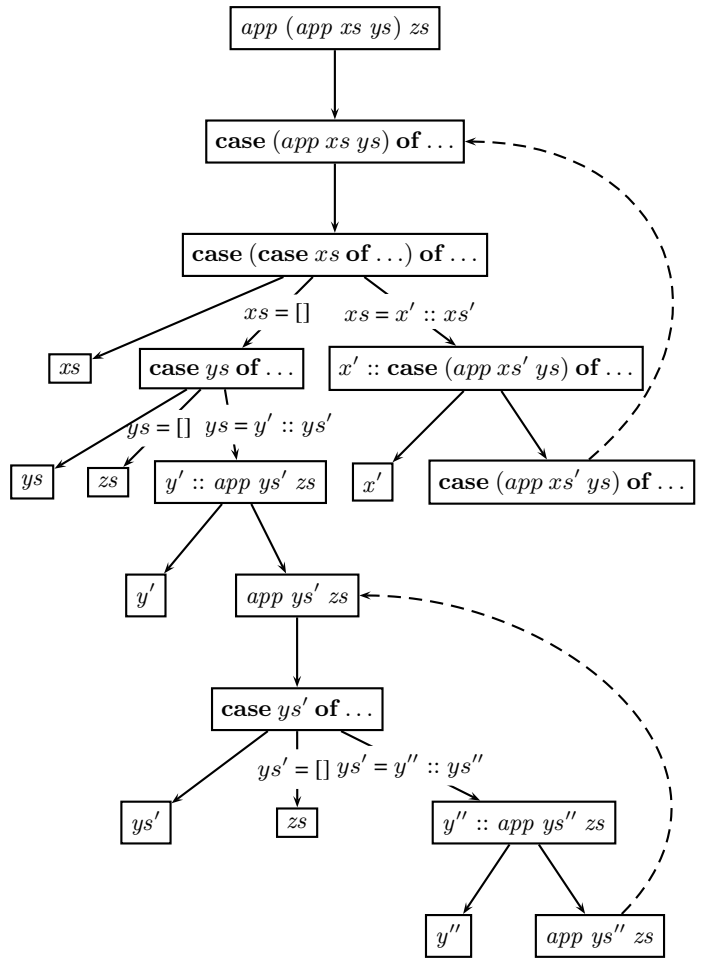 app (app xs ys) zs
case (app xs ys) of ...
case (case xs of ...) of ...
xs = [] xs = x′ :: xs′
xs
case ys of ...
x′ :: case (app xs′ ys) of ...
ys = [] ys = y′ :: ys′
ys
zs
y′ :: app ys′ zs
x′
case (app xs′ ys) of ...
y′
app ys′ zs
case ys′ of ...
ys′ = [] ys′ = y′′ :: ys′′
ys′
zs
y′′ :: app ys′′ zs
y′′
app ys′′ zs